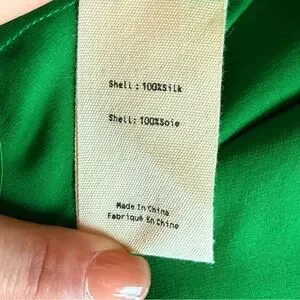 Shell:100%Silk
Shell:100%Soie
Made In China
Fabriqué En Chine